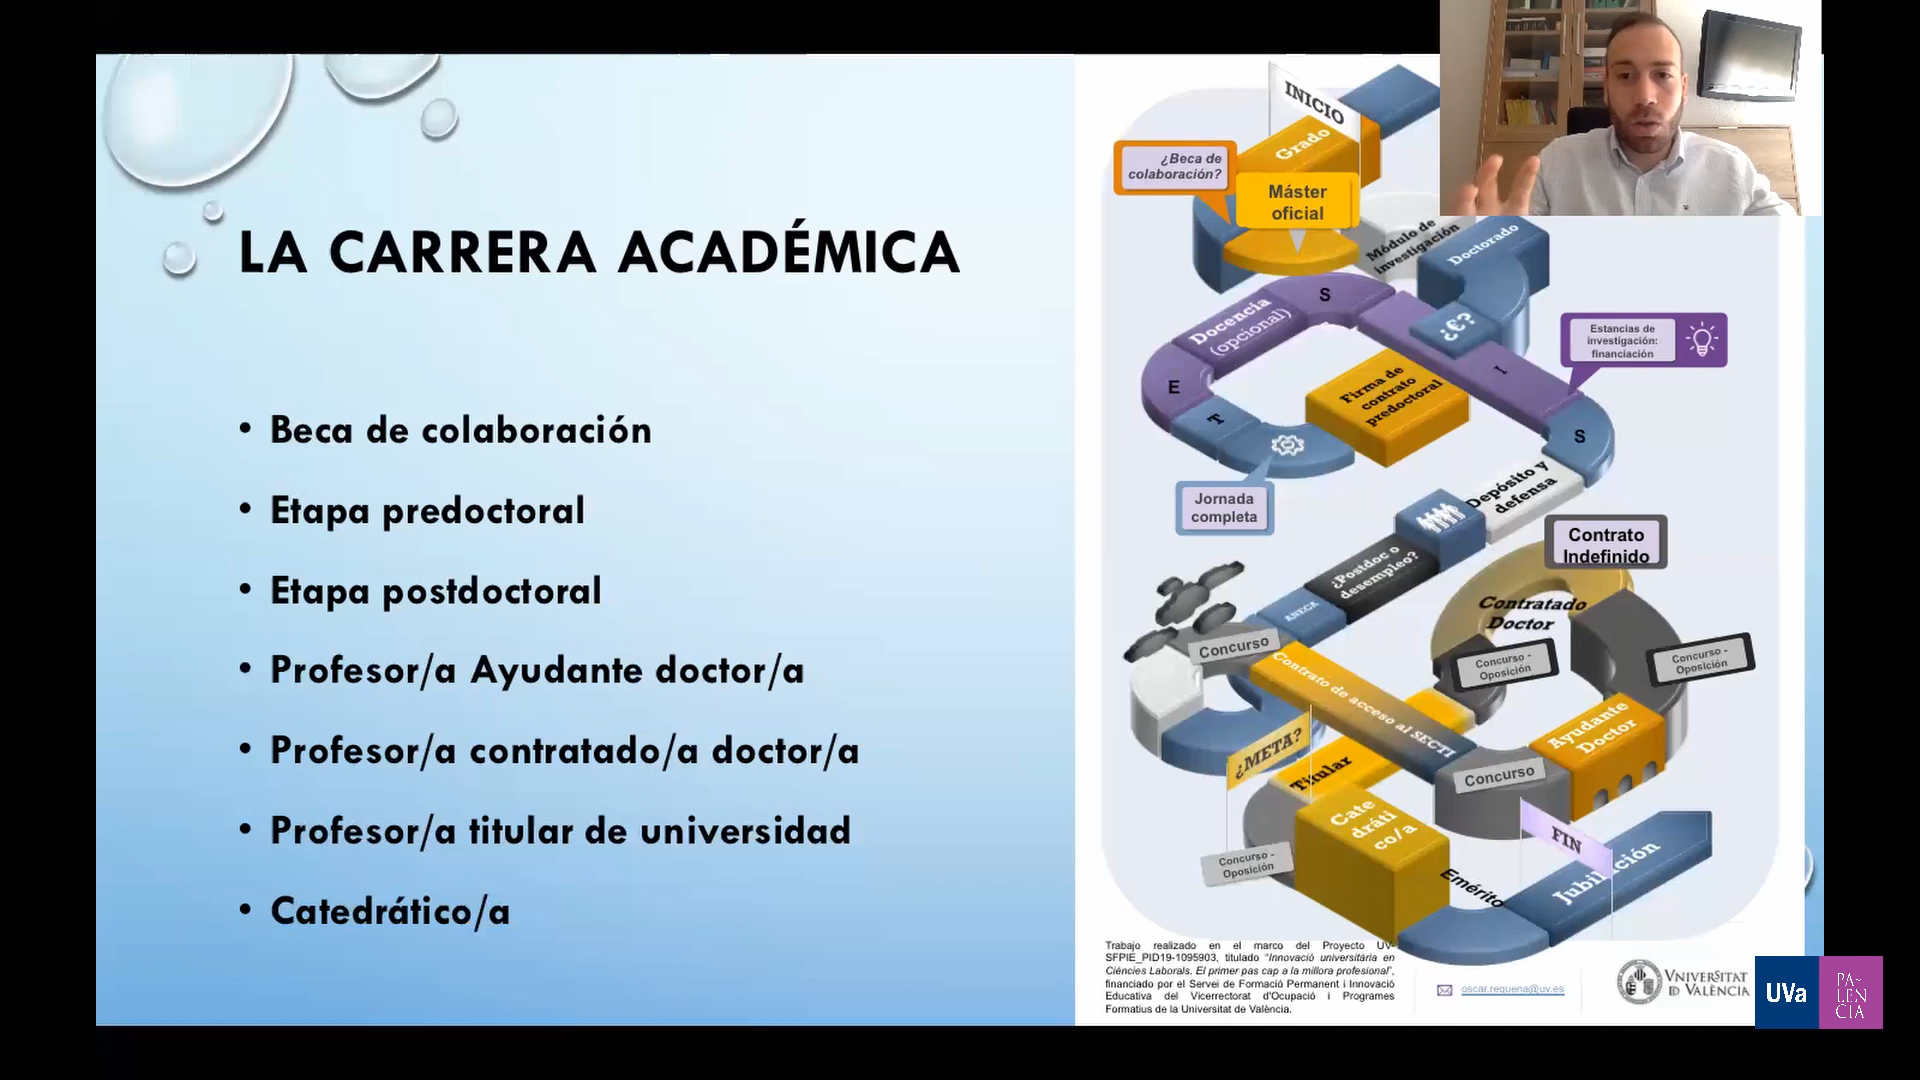 LA CARRERA ACADÉMICA
• Beca de colaboración
• Etapa predoctoral
• Etapa postdoctoral
• Profesor/a Ayudante doctor/a
• Profesor/a contratado/a doctor/a
• Profesor/a titular de universidad
• Catedrático/a
INICIO
Grado
¿Beca de
colaboración?
Máster
oficial
Módulo de
investigación
Doctorado
¿€?
Docencia
(opcional)
S
I
S
E
T
Estancias de
investigación:
financiación
Firma de
contrato
predoctoral
Jornada
completa
Depósito y
defensa
¿Postdoc o
desempleo?
ANECA
Contrato
Indefinido
Contratado
Doctor
Concurso
Concurso -
Oposición
Concurso -
Oposición
Contrato de acceso al SECTI
Ayudante
Doctor
¿META?
Titular
Concurso
Cate
dráti
co/a
Concurso -
Oposición
FIN
Emérito
Jubilación
Trabajo realizado en el marco del Proyecto UV-
SFPIE_PID19-1095903, titulado "Innovació universitària en
Ciències Laborals. El primer pas cap a la millora profesional",
financiado por el Servei de Formació Permanent i Innovació
Educativa del Vicerrectorat d'Ocupació i Programes
Formatius de la Universitat de València.
oscar.requena@uv.es
VNIVERSITAT
ID VALÈNCIA
UVa
PA~
LEN
CIA